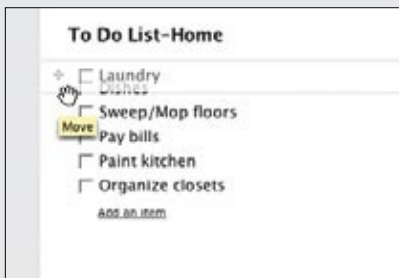 To Do List-Home
Laundry
Dishes
Sweep/Mop floors
Move
Pay bills
Paint kitchen
Organize closets
Add an item